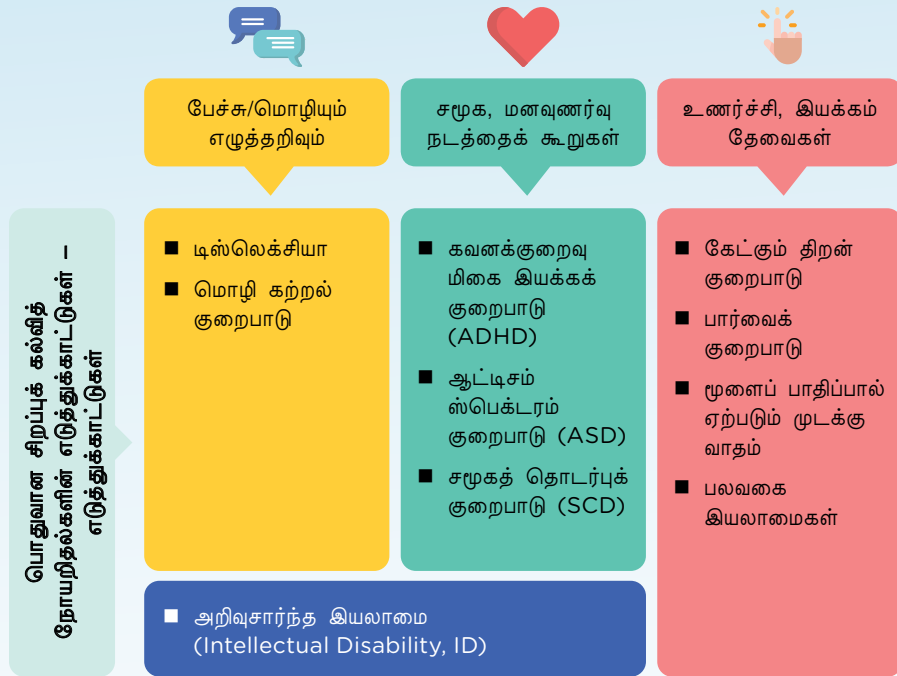 பேச்சு/மொழியும்
எழுத்தறிவும்
சமூக, மனவுணர்வு
நடத்தைக் கூறுகள்
உணர்ச்சி, இயக்கம்
தேவைகள்
பொதுவான சிறப்புக் கல்வித்
நோயறிதல்களின் எடுத்துக்காட்டுகள் –
எடுத்துக்காட்டுகள்
■ டிஸ்லெக்சியா
■ மொழி கற்றல்
குறைபாடு
■ கவனக்குறைவு
மிகை இயக்கக்
குறைபாடு
(ADHD)
■ ஆட்டிசம்
ஸ்பெக்டரம்
குறைபாடு (ASD)
■ சமூகத் தொடர்புக்
குறைபாடு (SCD)
■ கேட்கும் திறன்
குறைபாடு
■ பார்வைக்
குறைபாடு
■ மூளைப் பாதிப்பால்
ஏற்படும் முடக்கு
வாதம்
■ பலவகை
இயலாமைகள்
■ அறிவுசார்ந்த இயலாமை
(Intellectual Disability, ID)